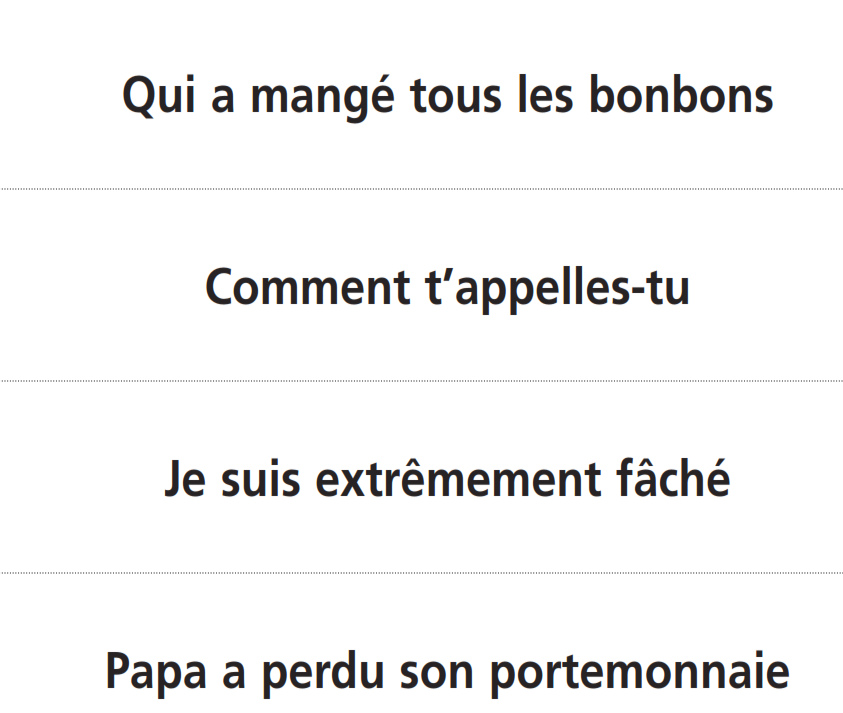 Qui a mangé tous les bonbons
Comment t’appelles-tu
Je suis extrêmement fâché
Papa a perdu son portemonnaie